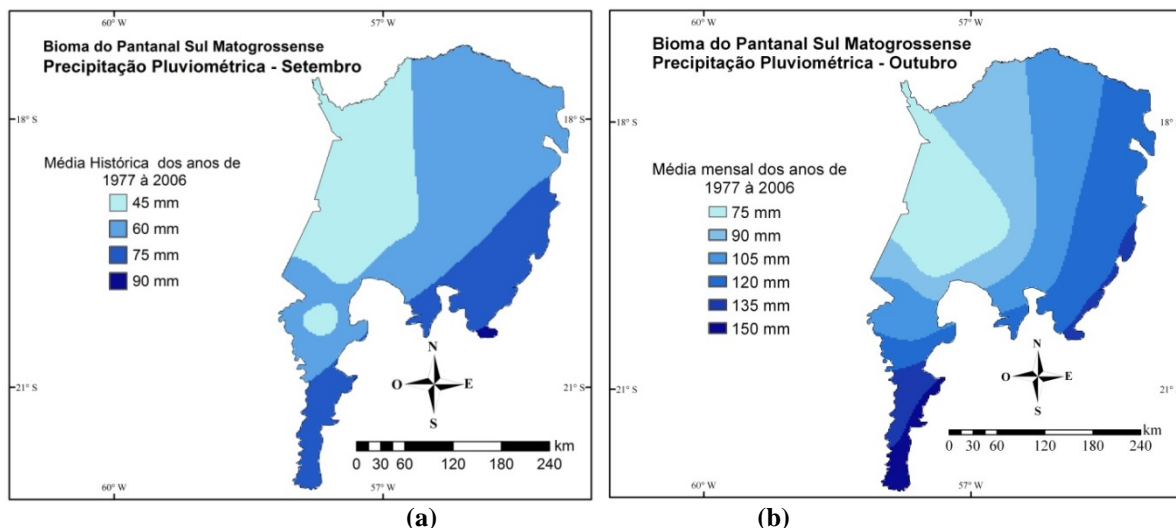 60° W
57° W
Bioma do Pantanal Sul Matogrossense
Precipitação Pluviométrica - Setembro
18° S
18° S
Média Histórica dos anos de
1977 à 2006
45 mm
60 mm
75 mm
90 mm
N
O
E
S
21° S
21° S
km
0 30 60 120 180 240
60° W
57° W
(a)
60° W
57° W
Bioma do Pantanal Sul Matogrossense
Precipitação Pluviométrica - Outubro
18° S
18° S
Média mensal dos anos de
1977 à 2006
75 mm
90 mm
105 mm
120 mm
135 mm
150 mm
N
O
E
S
21° S
21° S
km
0 30 60 120 180 240
60° W
57° W
(b)